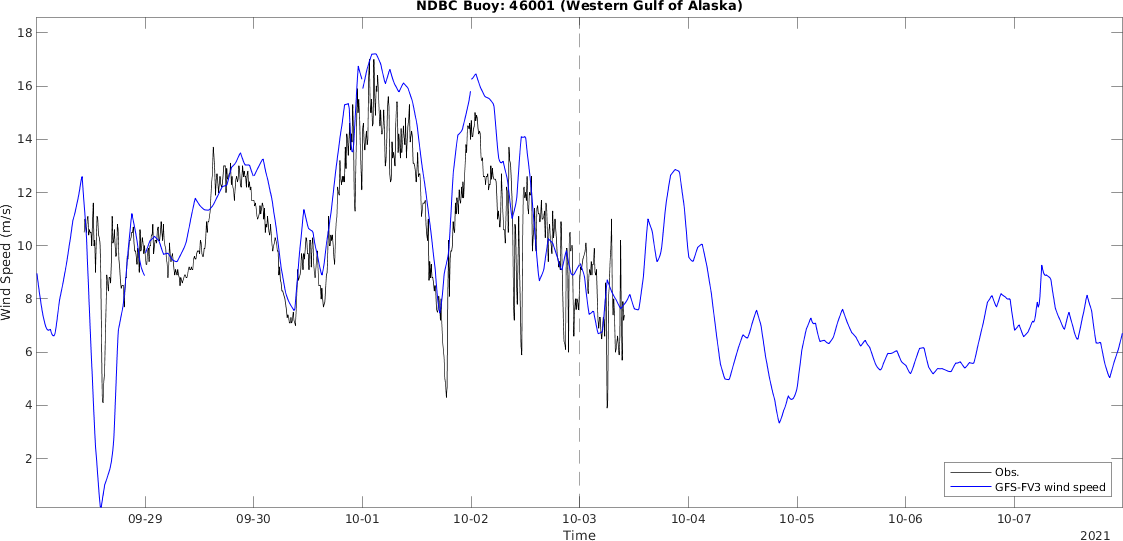 NDBC Buoy: 46001 (Western Gulf of Alaska)
18
16
14
12
10
8
6
4
2
Wind Speed (m/s)
Obs.
GFS-FV3 wind speed
09-29 09-30 10-01 10-02 10-03 10-04 10-05 10-06 10-07
Time
2021